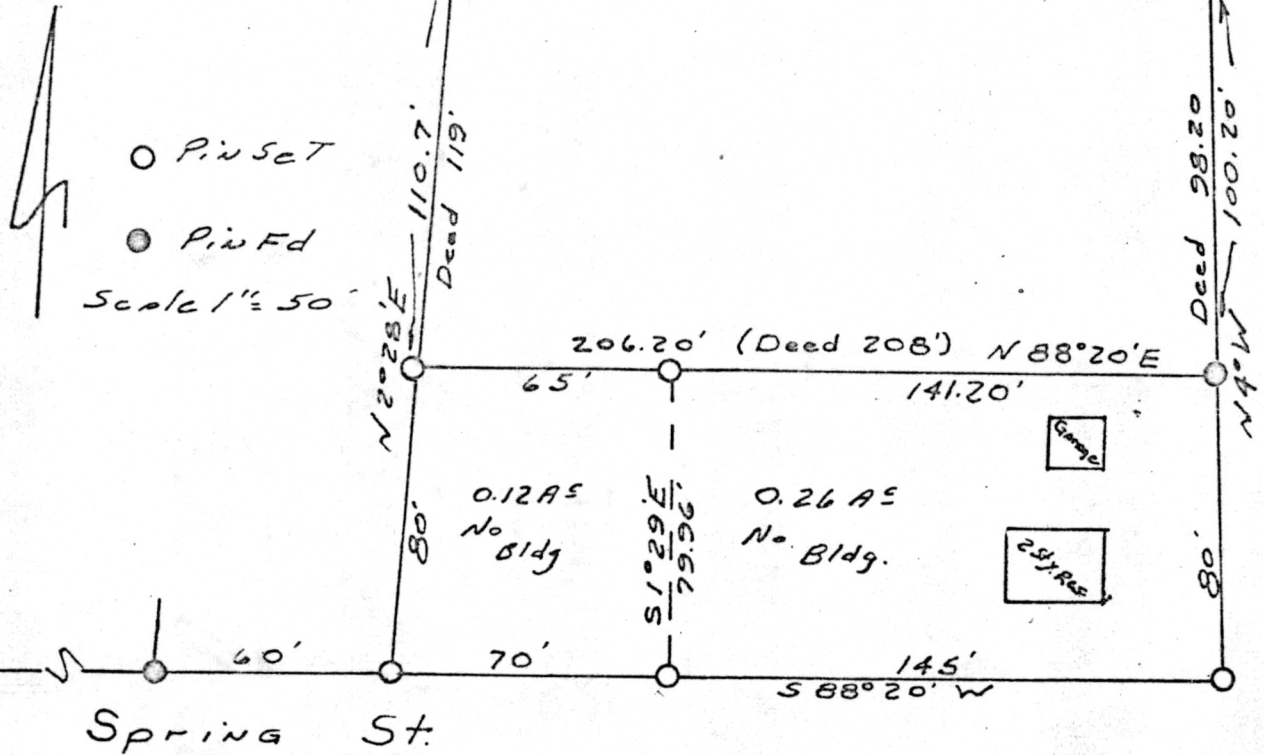 Pin Set
Pin Fd
Scale 1"= 50'
110.7'
Deed 119'
Deed 98.20
100.20'
N 2°28'E
206.20' (Deed 208') N 88°20'E
65'
141.20'
N 4° W
Garage
0.12 Ac
No
Bldg
80'
S 1°29'E
79.96'
0.26 Ac
No. Bldg.
2 Sty. Res.
80'
60'
70'
145'
S 88°20' W
Spring St.